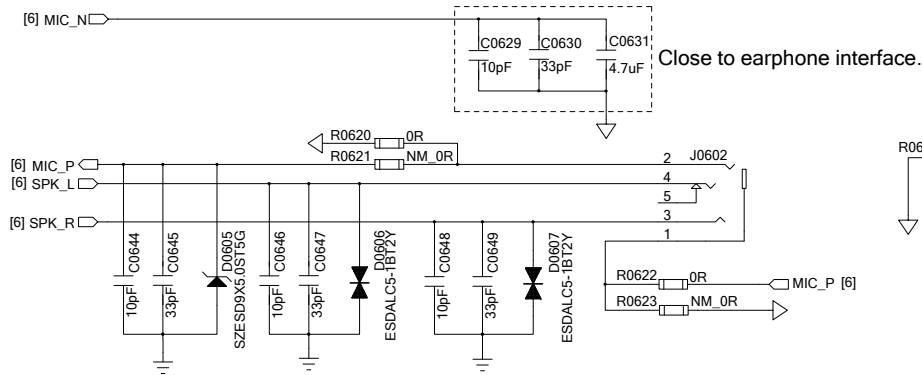 [6] MIC_N
C0629
10pF
C0630
33pF
C0631
4.7uF
Close to earphone interface.
R0620
0R
R0621
NM_0R
[6] MIC_P
[6] SPK_L
[6] SPK_R
2
J0602
4
5
3
1
R06
C0644
10pF
C0645
33pF
D0605
SZESD9X5.0ST5G
C0646
10pF
C0647
33pF
D0606
ESDALC5-1BT2Y
C0648
10pF
C0649
33pF
D0607
ESDALC5-1BT2Y
R0622
0R
MIC_P [6]
R0623
NM_0R